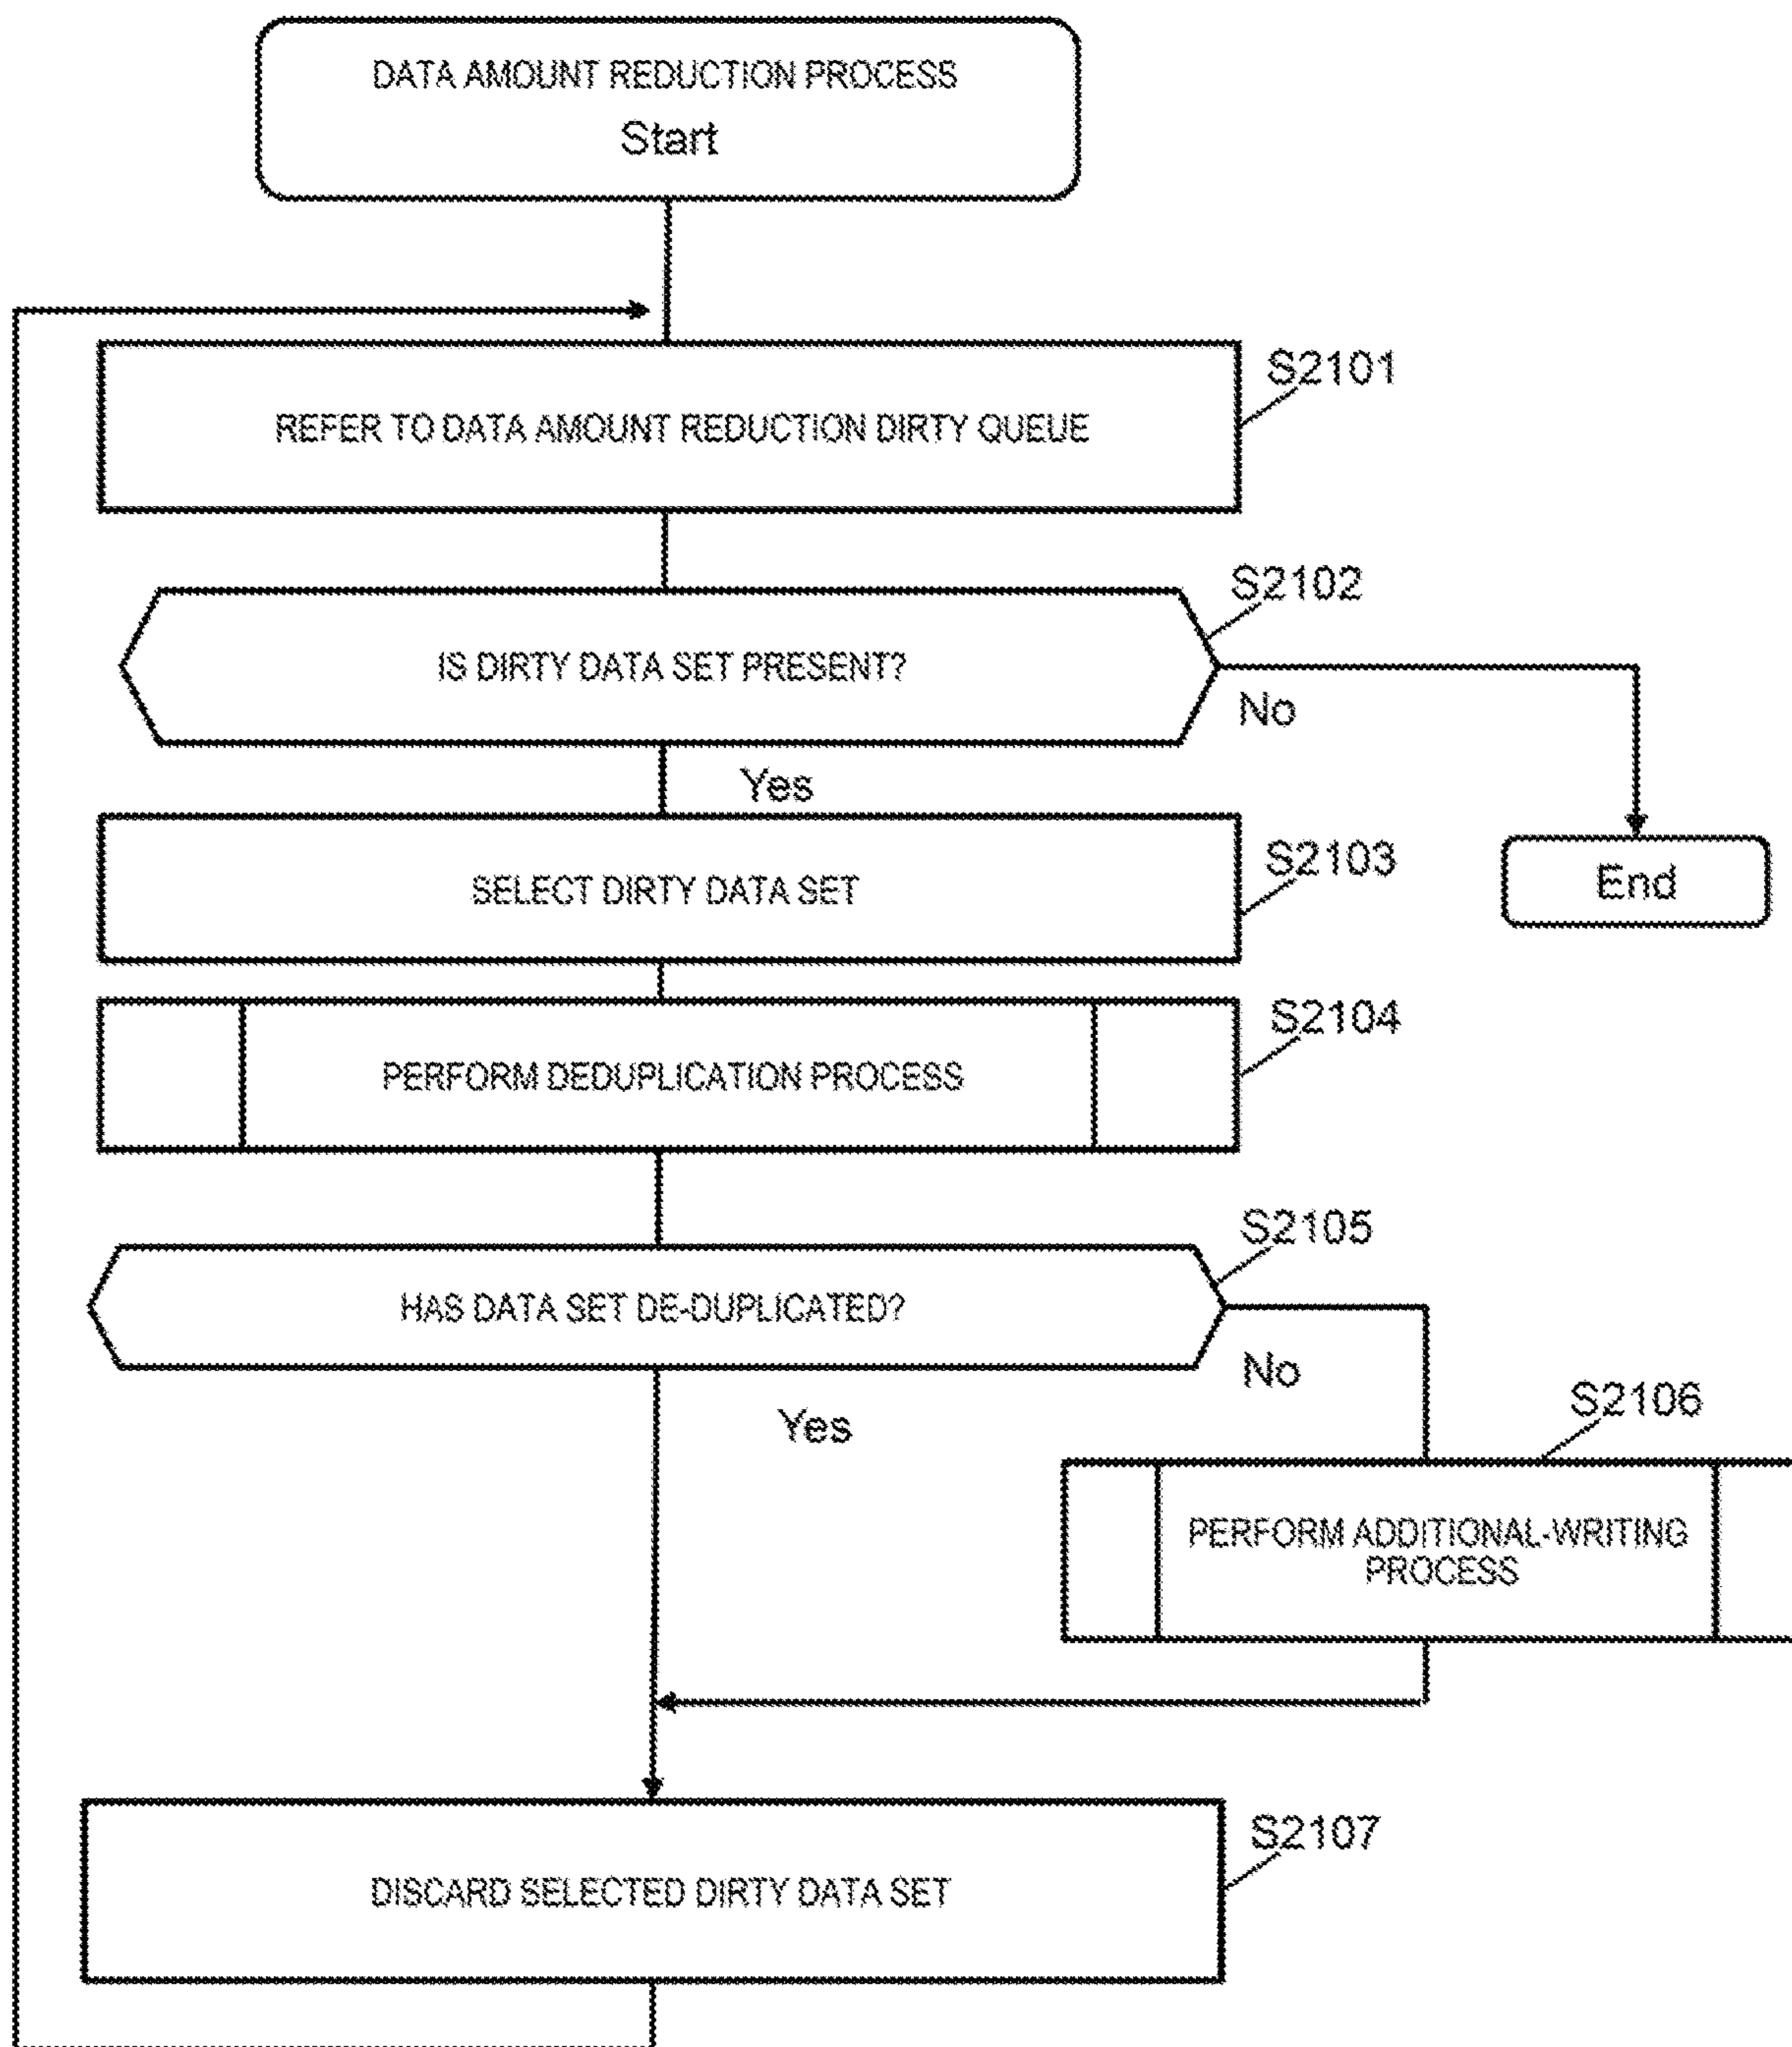 DATA AMOUNT REDUCTION PROCESS
Start
S2101
REFER TO DATA AMOUNT REDUCTION DIRTY QUEUE
S2102
IS DIRTY DATA SET PRESENT?
No
Yes
S2103
SELECT DIRTY DATA SET
End
S2104
PERFORM DEDUPLICATION PROCESS
S2105
HAS DATA SET DE-DUPLICATED?
No
Yes
S2106
PERFORM ADDITIONAL-WRITING
PROCESS
S2107
DISCARD SELECTED DIRTY DATA SET